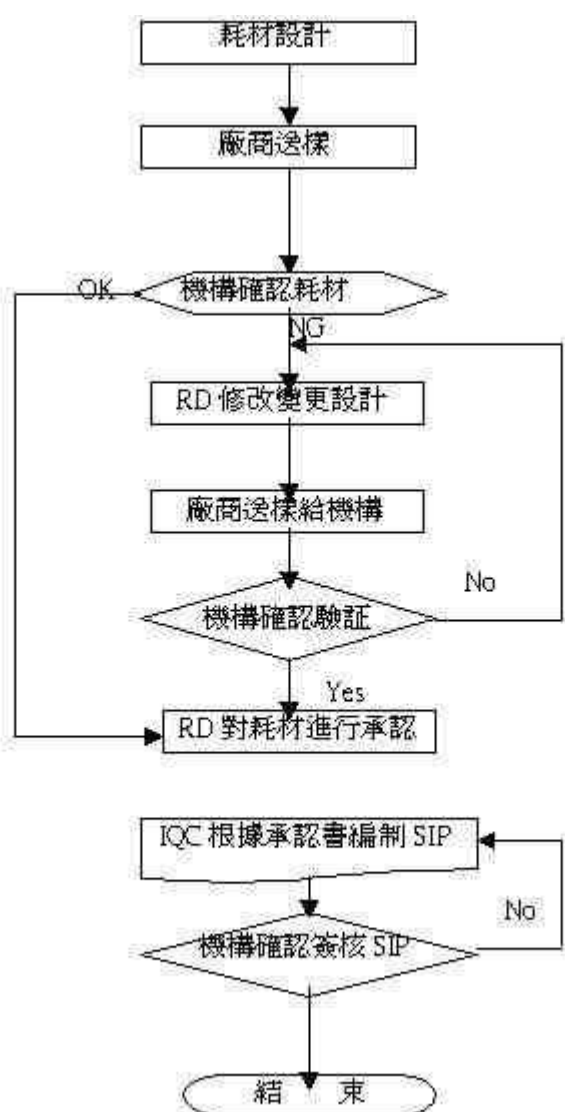 耗材設計
廠商送樣
OK
機構確認耗材
NG
RD 修改變更設計
廠商送樣給機構
No
機構確認驗証
Yes
RD 對耗材進行承認
IQC 根據承認書編制 SIP
No
機構確認簽核 SIP
結 束